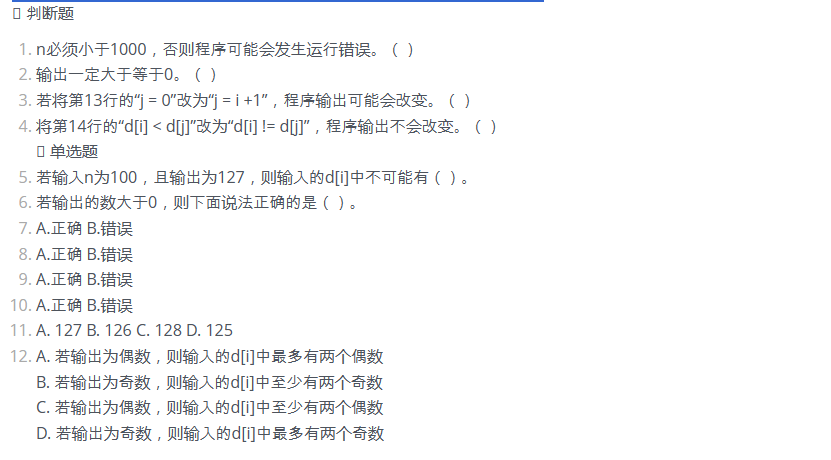 判断题
1. n必须小于1000，否则程序可能会发生运行错误。（ ）
2. 输出一定大于等于0。（ ）
3. 若将第13行的“j = 0”改为“j = i +1”，程序输出可能会改变。（ ）
4. 将第14行的“d[i] < d[j]”改为“d[i] != d[j]”，程序输出不会改变。（ ）
单选题
5. 若输入n为100，且输出为127，则输入的d[i]中不可能有（ ）。
6. 若输出的数大于0，则下面说法正确的是（ ）。
7. A.正确 B.错误
8. A.正确 B.错误
9. A.正确 B.错误
10. A.正确 B.错误
11. A. 127 B. 126 C. 128 D. 125
12. A. 若输出为偶数，则输入的d[i]中最多有两个偶数
B. 若输出为奇数，则输入的d[i]中至少有两个奇数
C. 若输出为偶数，则输入的d[i]中至少有两个偶数
D. 若输出为奇数，则输入的d[i]中最多有两个奇数